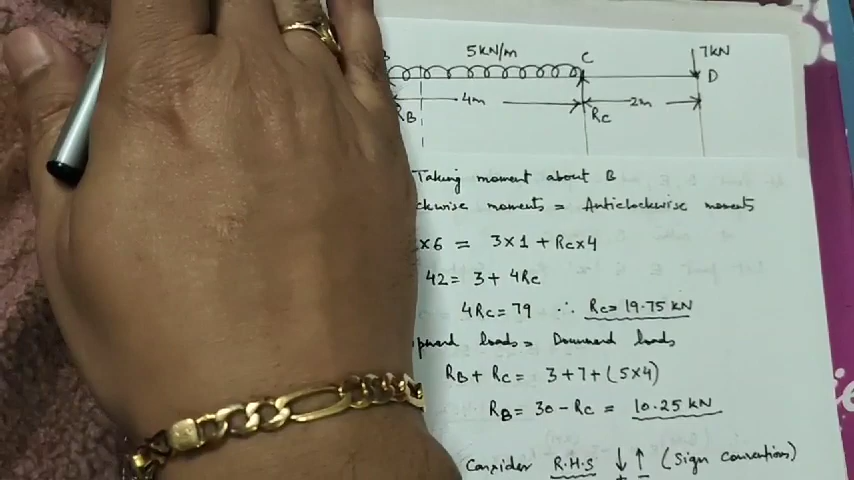 5KN/m C 7KN
D
4m 2m
RB RC
Taking moment about B
ckwise moments = Anticlockwise moments
x6 = 3x1 + Rcx4
42 = 3 + 4Rc
4Rc = 79 ∴ Rc = 19.75 KN
pward loads = Downward loads
RB + Rc = 3+7+(5x4)
RB = 30 - Rc = 10.25 KN
Consider R.H.S ↓ ↑ (Sign conventions)
+ −